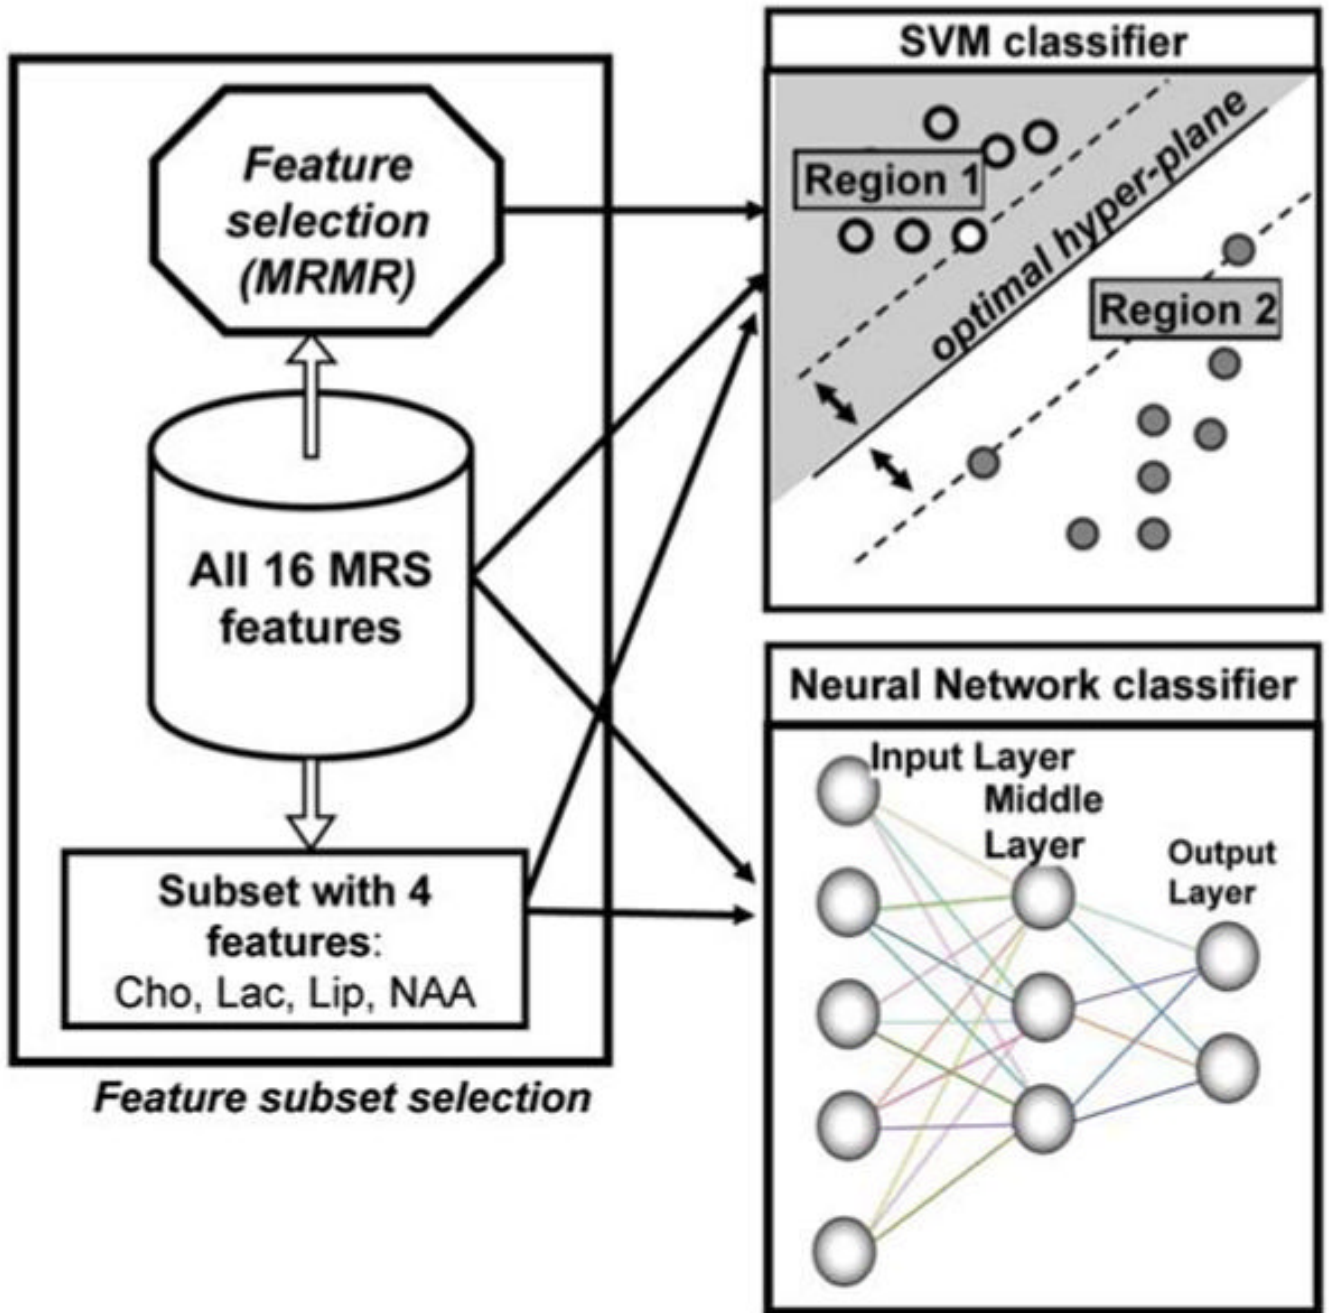 Feature
selection
(MRMR)
All 16 MRS
features
Subset with 4
features:
Cho, Lac, Lip, NAA
Feature subset selection
SVM classifier
Region 1
optimal hyper-plane
Region 2
Neural Network classifier
Input Layer
Middle
Layer
Output
Layer